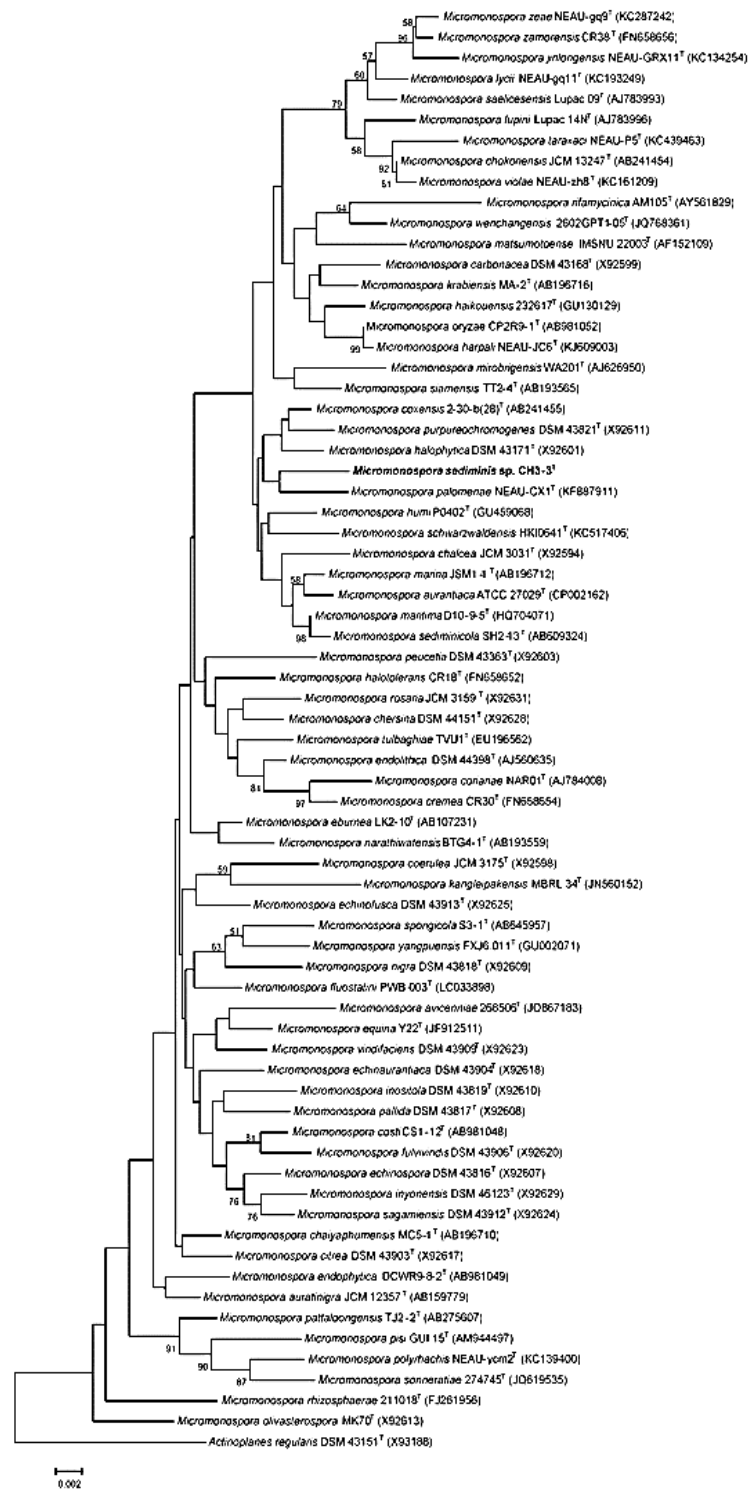 58
Micromonospora zeae NEAU-gq9T (KC287242)
96
Micromonospora zamorensis CR38T (FN658656)
57
Micromonospora jinlongensis NEAU-GRX11T (KC134254)
60
Micromonospora lycii NEAU-gq11T (KC193249)
79
Micromonospora saelicesensis Lupac 09T (AJ783993)
Micromonospora lupini Lupac 14NT (AJ783996)
58
Micromonospora taraxaci NEAU-P5T (KC439463)
82
Micromonospora chokoriensis JCM 13247T (AB241454)
51
Micromonospora violae NEAU-zh8T (KC161209)
64
Micromonospora rifamycinica AM105T (AY561829)
Micromonospora wenchangensis 2602GPT1-05T (JQ768361)
Micromonospora matsumotoense IMSNU 22003T (AF152109)
Micromonospora carbonacea DSM 43168T (X92599)
Micromonospora krabiensis MA-2T (AB196716)
Micromonospora haikouensis 232617T (GU130129)
Micromonospora oryzae CP2R9-1T (AB981052)
99
Micromonospora harpali NEAU-JC6T (KJ609003)
Micromonospora mirobrigensis WA201T (AJ626950)
Micromonospora siamensis TT2-4T (AB193565)
Micromonospora coxensis 2-30-b(28)T (AB241455)
Micromonospora purpureochromogenes DSM 43821T (X92611)
Micromonospora halophytica DSM 43171T (X92601)
Micromonospora sediminis sp. CH3-3T
Micromonospora palomenae NEAU-CX1T (KF887911)
Micromonospora humi P0402T (GU459068)
Micromonospora schwarzwaldensis HKI0641T (KC517406)
Micromonospora chalcea JCM 3031T (X92594)
58
Micromonospora marina JSM1-1T (AB196712)
Micromonospora aurantiaca ATCC 27029T (CP002162)
Micromonospora maritima D10-9-5T (HQ704071)
98
Micromonospora sediminicola SH2-13T (AB609324)
Micromonospora peucetia DSM 43363T (X92603)
Micromonospora halotolerans CR18T (FN658652)
Micromonospora rosaria JCM 3159T (X92631)
Micromonospora chersina DSM 44151T (X92628)
Micromonospora tulbaghiae TVU1T (EU196562)
Micromonospora endolithica DSM 44398T (AJ560635)
81
Micromonospora coriariae NAR01T (AJ784008)
97
Micromonospora cremea CR30T (FN658654)
Micromonospora eburnea LK2-10T (AB107231)
Micromonospora narathiwatensis BTG4-1T (AB193559)
59
Micromonospora coerulea JCM 3175T (X92598)
Micromonospora kangleipakensis MBRL 34T (JN560152)
Micromonospora echinofusca DSM 43913T (X92625)
51
Micromonospora spongicola S3-1T (AB645957)
63
Micromonospora yangpuensis FXJ6.011T (GU002071)
Micromonospora nigra DSM 43818T (X92609)
Micromonospora fluostatini PWB-003T (LC033898)
Micromonospora avicenniae 268506T (JQ867183)
Micromonospora equina Y22T (JF912511)
Micromonospora viridifaciens DSM 43909T (X92623)
Micromonospora echinaurantiaca DSM 43904T (X92618)
Micromonospora inositola DSM 43819T (X92610)
Micromonospora pallida DSM 43817T (X92608)
Micromonospora costi CS1-12T (AB981048)
Micromonospora fulviviridis DSM 43906T (X92620)
Micromonospora echinospora DSM 43816T (X92607)
76
Micromonospora inyonensis DSM 46123T (X92629)
76
Micromonospora sagamiensis DSM 43912T (X92624)
Micromonospora chaiyaphumensis MC5-1T (AB196710)
Micromonospora citrea DSM 43903T (X92617)
Micromonospora endophytica DCWR9-8-2T (AB981049)
Micromonospora auratinigra JCM 12357T (AB159779)
Micromonospora pattaloongensis TJ2-2T (AB275607)
91
Micromonospora pisi GUI 15T (AM944497)
90
Micromonospora polyrhachis NEAU-ycm2T (KC139400)
87
Micromonospora sonneratiae 274745T (JQ619535)
Micromonospora rhizosphaerae 211018T (FJ261956)
Micromonospora olivasterospora MK70T (X92613)
Actinoplanes regularis DSM 43151T (X93188)
0.002